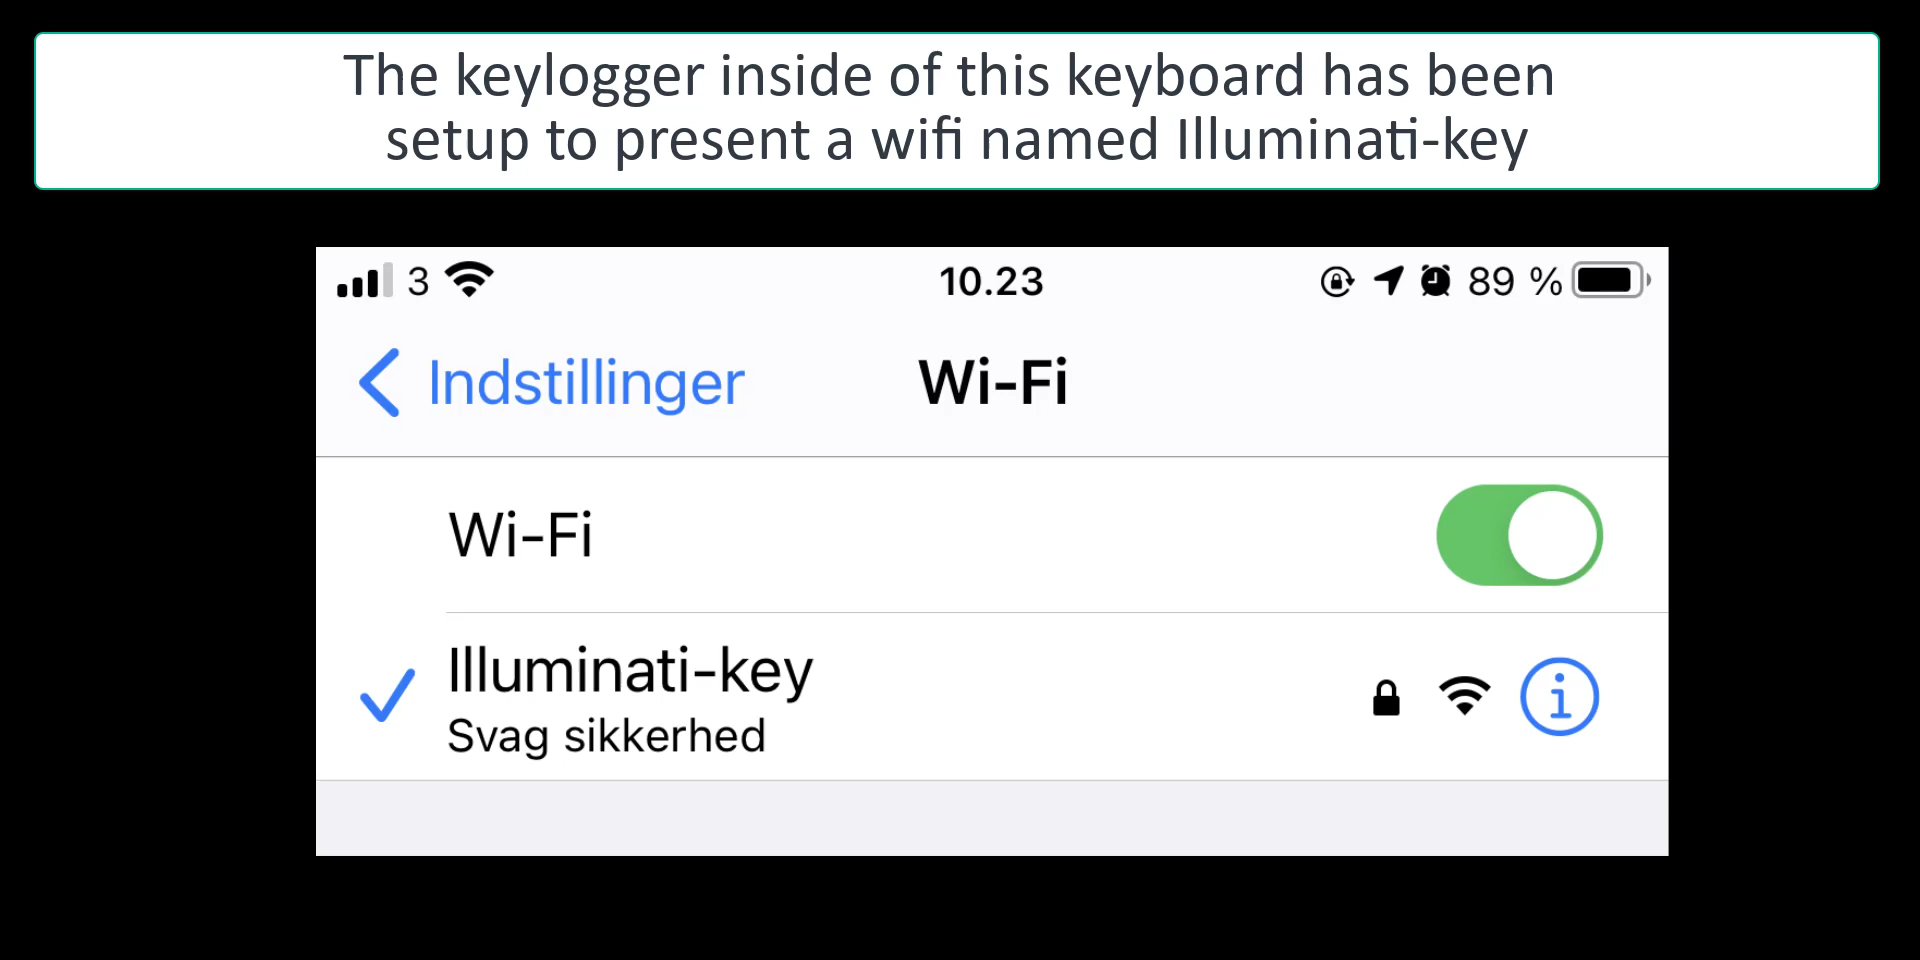 The keylogger inside of this keyboard has been
setup to present a wifi named Illuminati-key
3 10.23 89 %
Indstillinger Wi-Fi
Wi-Fi
Illuminati-key
Svag sikkerhed